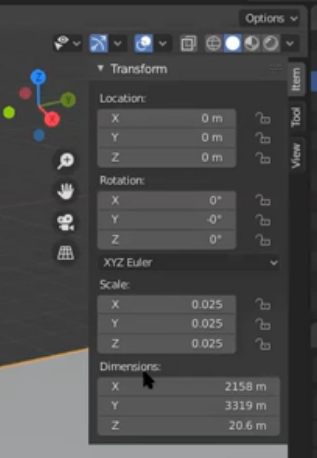 Options
Transform
Item
Tool
View
Location:
X 0 m
Y 0 m
Z 0 m
Rotation:
X 0°
Y -0°
Z 0°
XYZ Euler
Scale:
X 0.025
Y 0.025
Z 0.025
Dimensions:
X 2158 m
Y 3319 m
Z 20.6 m
Z
Y
X